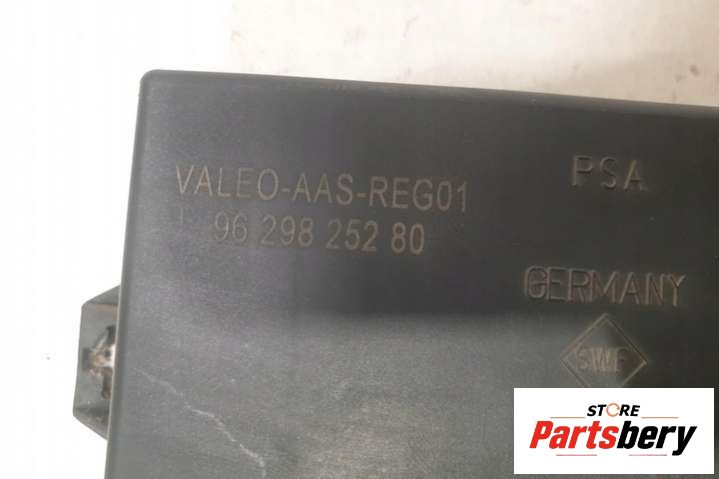 VALEO-AAS-REG01
96 298 252 80
PSA
GERMANY
SWF
STORE
Partsbery